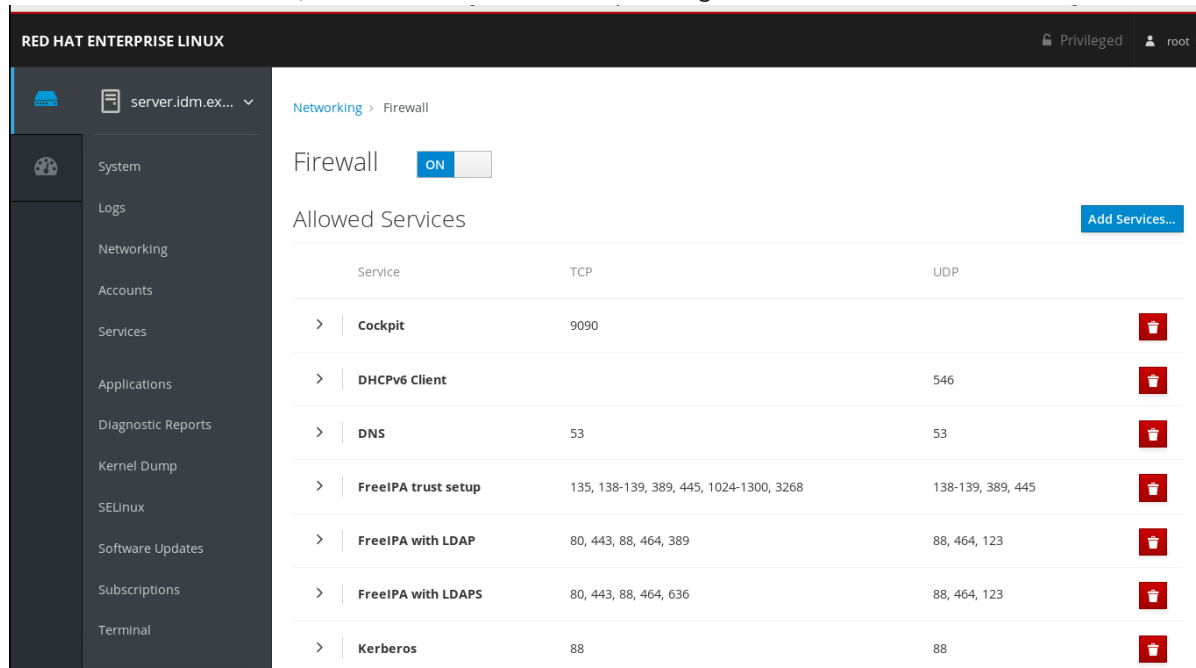 RED HAT ENTERPRISE LINUX
Privileged
root
server.idm.ex...
System
Logs
Networking
Accounts
Services
Applications
Diagnostic Reports
Kernel Dump
SELinux
Software Updates
Subscriptions
Terminal
Networking > Firewall
Firewall ON
Allowed Services Add Services...
Service TCP UDP
Cockpit 9090
DHCPv6 Client 546
DNS 53 53
FreeIPA trust setup 135, 138-139, 389, 445, 1024-1300, 3268 138-139, 389, 445
FreeIPA with LDAP 80, 443, 88, 464, 389 88, 464, 123
FreeIPA with LDAPS 80, 443, 88, 464, 636 88, 464, 123
Kerberos 88 88